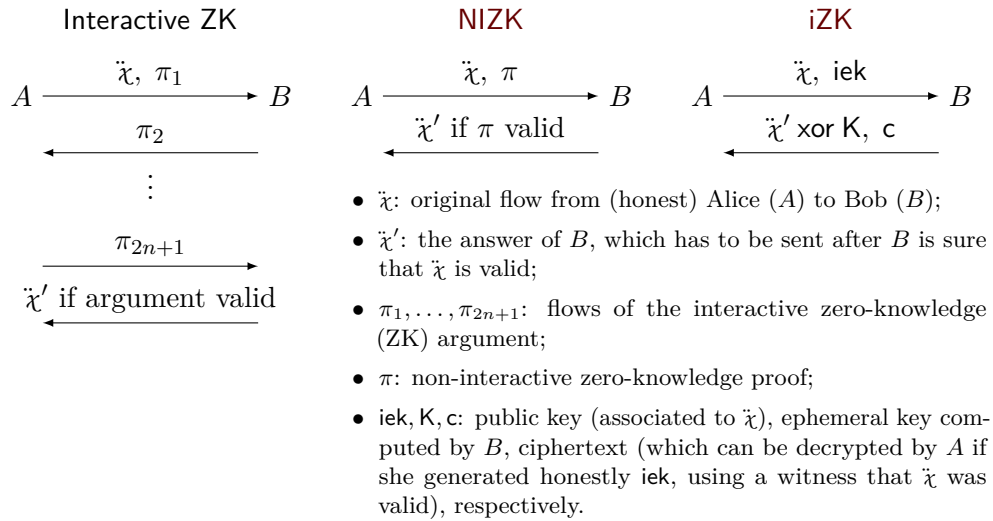 Interactive ZK
A B
χ̈, π₁
π₂
⋮
π₂ₙ₊₁
χ̈′ if argument valid
NIZK
A B
χ̈, π
χ̈′ if π valid
iZK
A B
χ̈, iek
χ̈′ xor K, c
• χ̈: original flow from (honest) Alice (A) to Bob (B);
• χ̈′: the answer of B, which has to be sent after B is sure
that χ̈ is valid;
• π₁, . . . , π₂ₙ₊₁: flows of the interactive zero-knowledge
(ZK) argument;
• π: non-interactive zero-knowledge proof;
• iek, K, c: public key (associated to χ̈), ephemeral key com-
puted by B, ciphertext (which can be decrypted by A if
she generated honestly iek, using a witness that χ̈ was
valid), respectively.